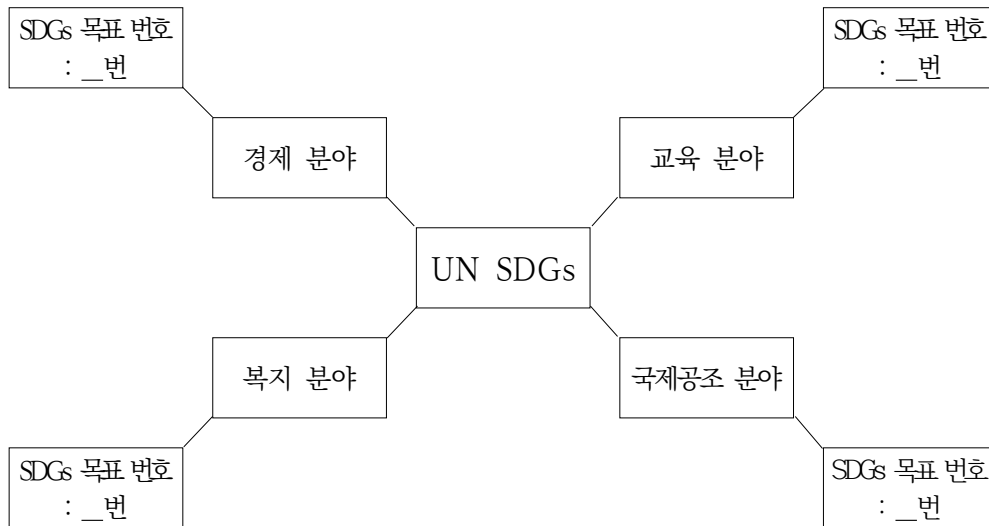 SDGs 목표 번호
: __번
SDGs 목표 번호
: __번
경제 분야
교육 분야
UN SDGs
복지 분야
국제공조 분야
SDGs 목표 번호
: __번
SDGs 목표 번호
: __번